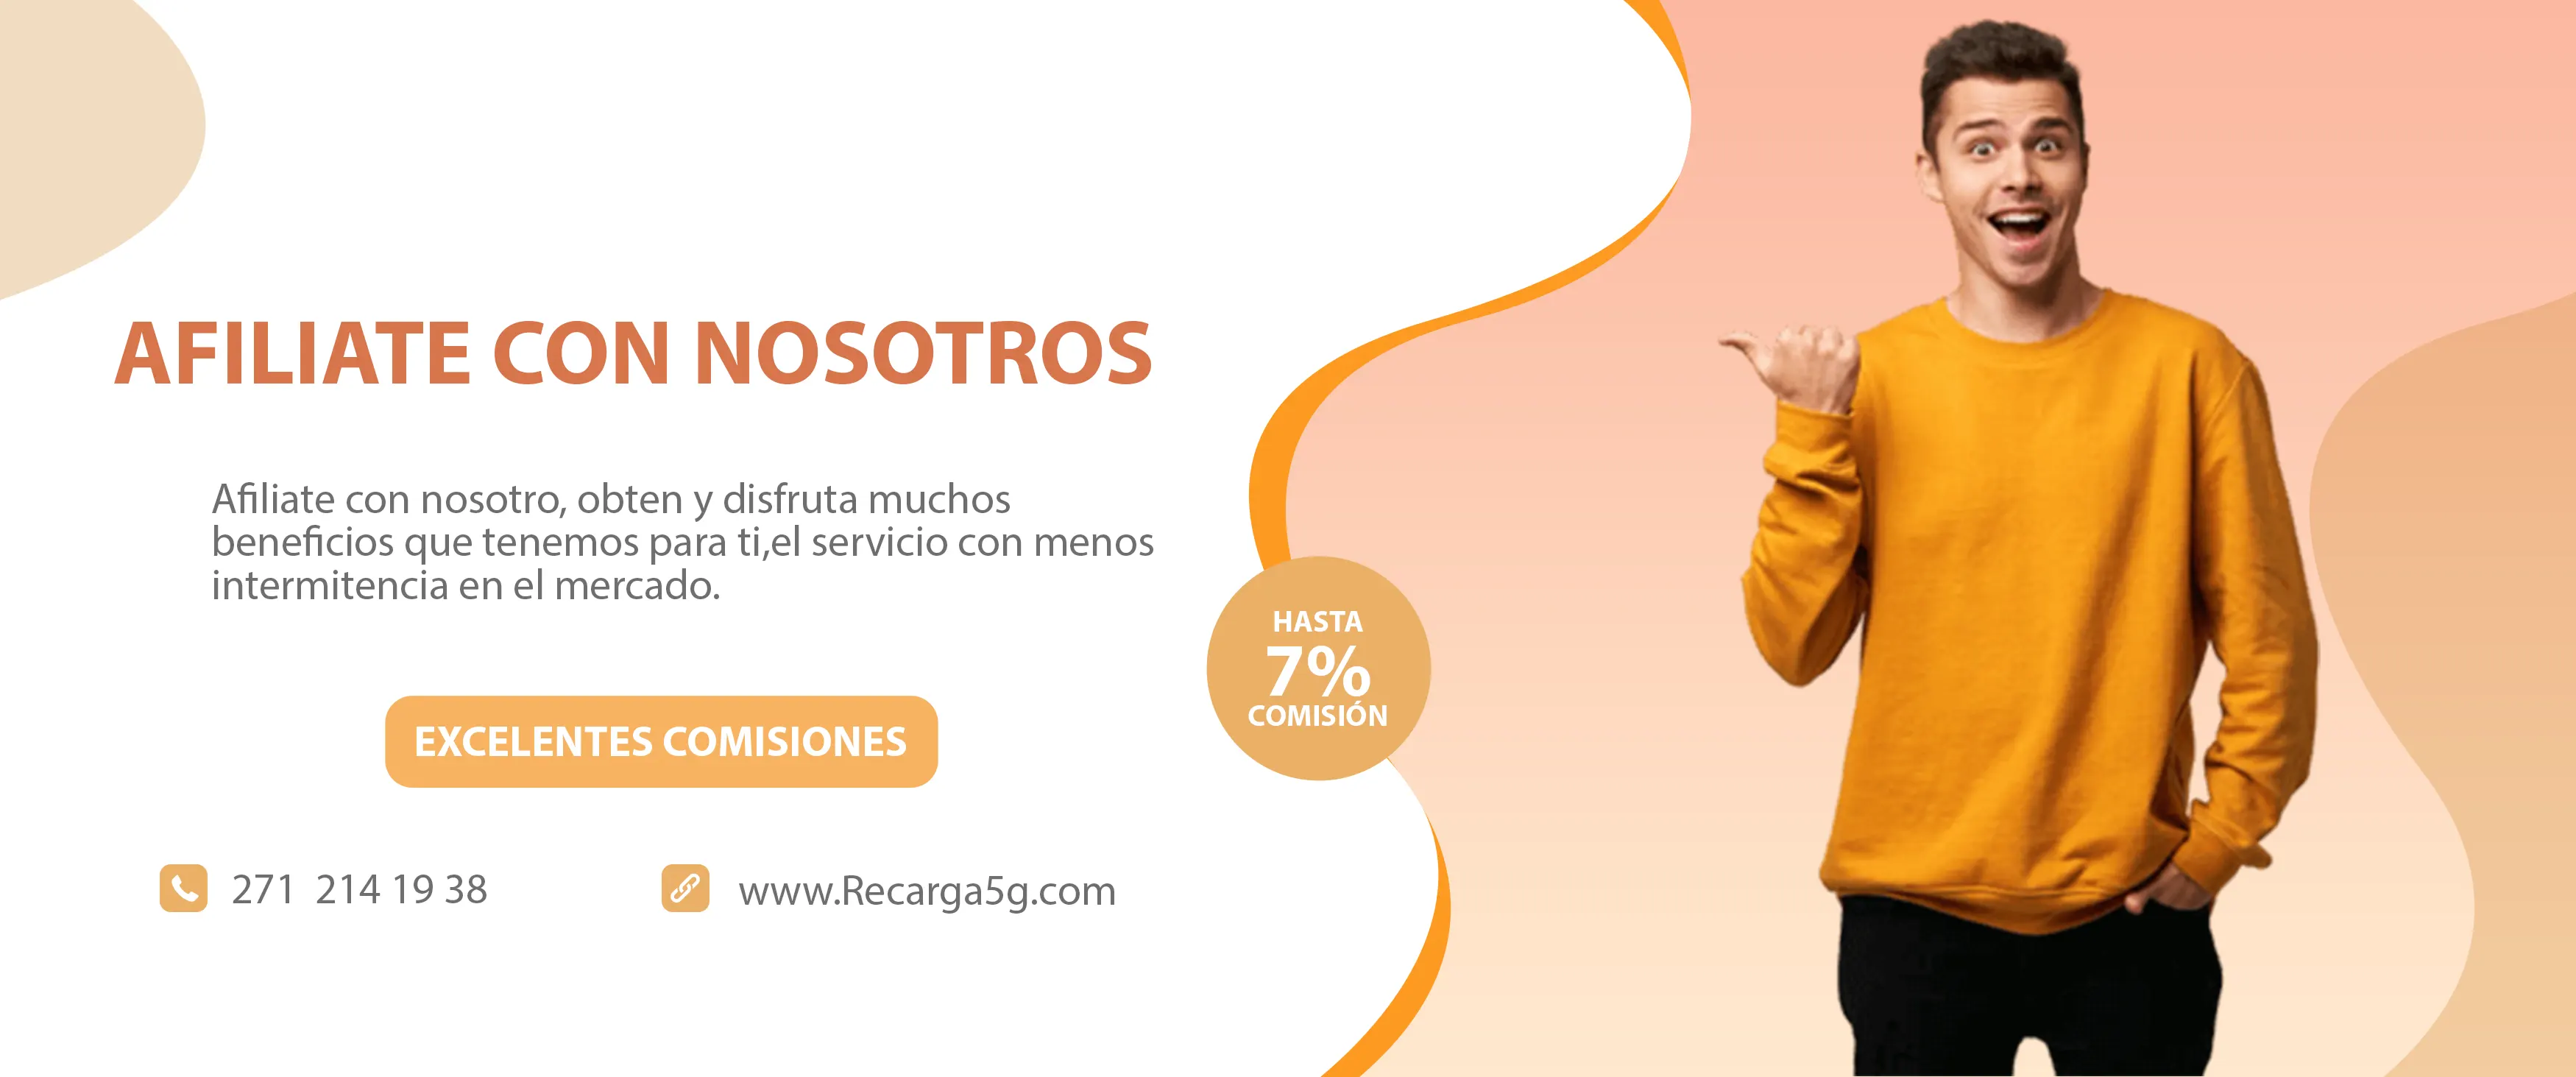 AFILIATE CON NOSOTROS
Afiliate con nosotro, obten y disfruta muchos
beneficios que tenemos para ti,el servicio con menos
intermitencia en el mercado.
EXCELENTES COMISIONES
HASTA
7%
COMISIÓN
271 214 19 38
www.Recarga5g.com